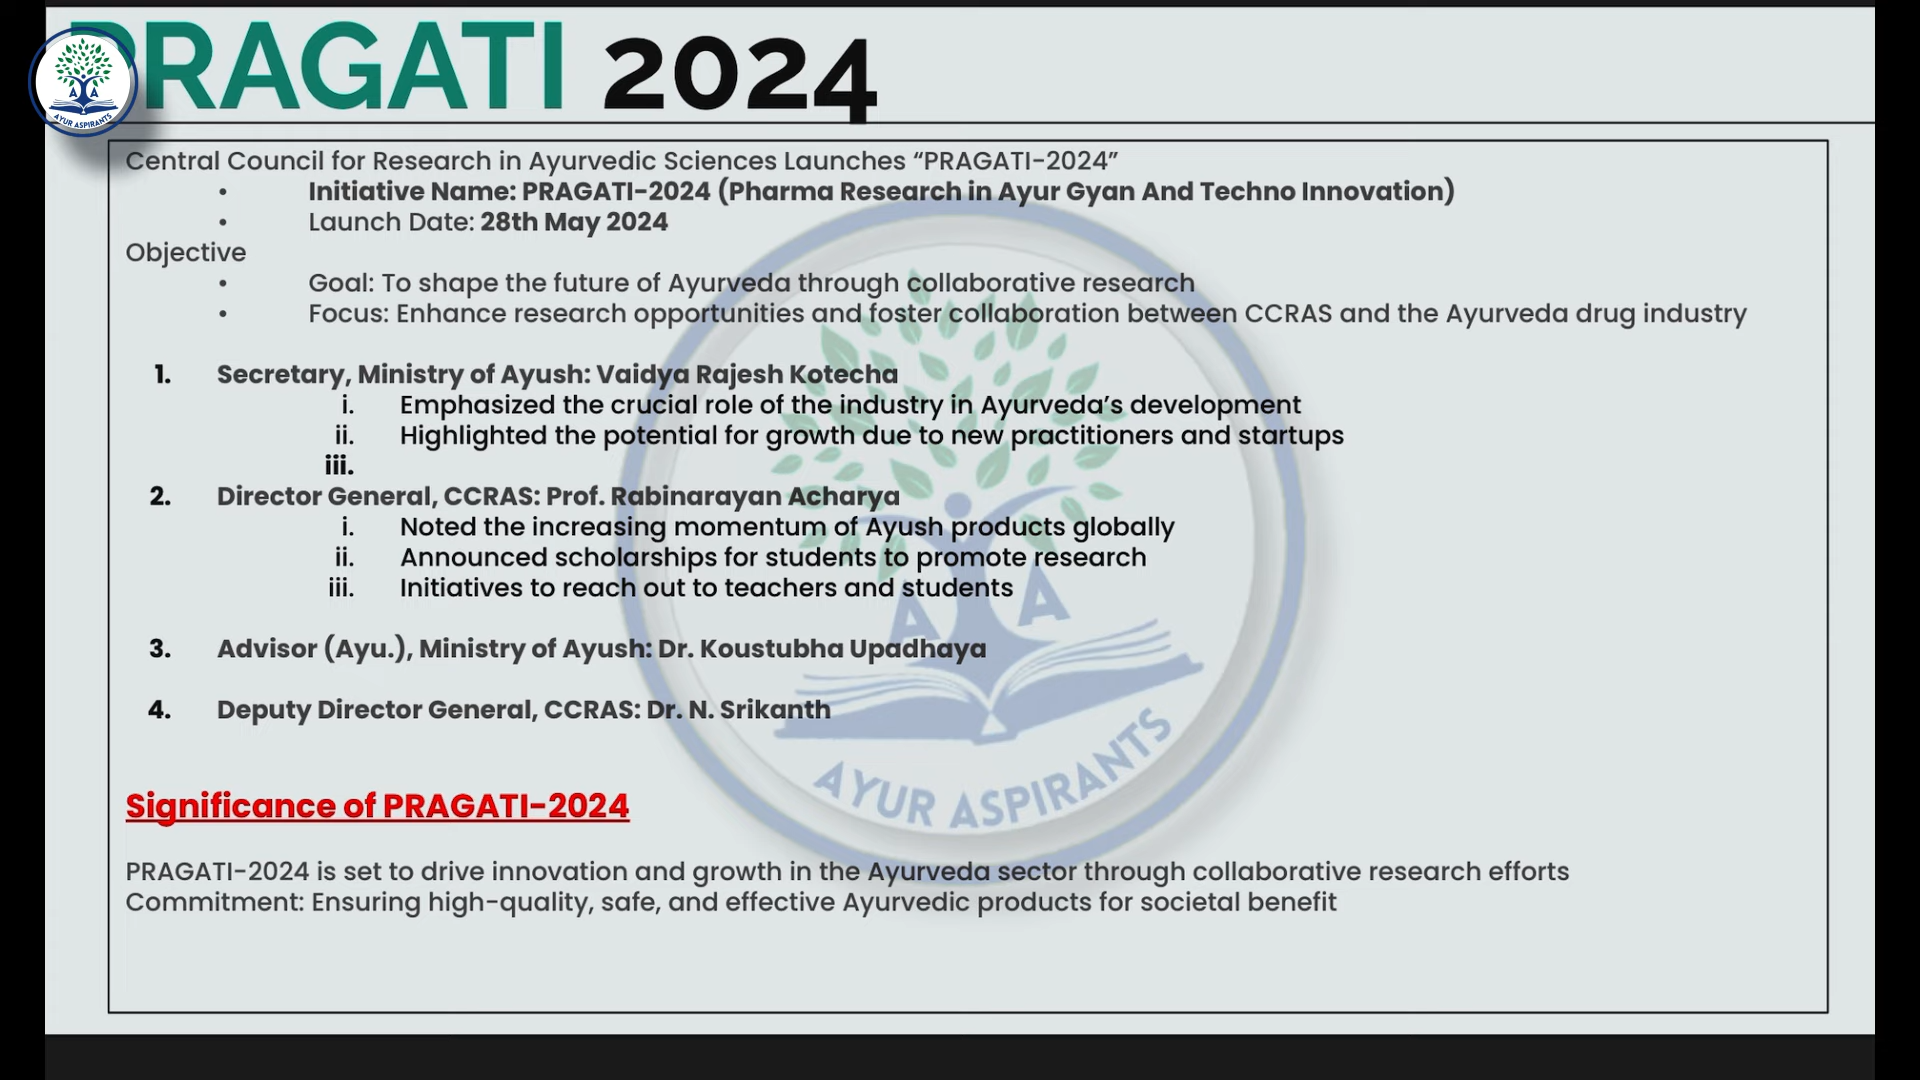 PRAGATI 2024
AYUR ASPIRANTS
Central Council for Research in Ayurvedic Sciences Launches “PRAGATI-2024”
• Initiative Name: PRAGATI-2024 (Pharma Research in Ayur Gyan And Techno Innovation)
• Launch Date: 28th May 2024
Objective
• Goal: To shape the future of Ayurveda through collaborative research
• Focus: Enhance research opportunities and foster collaboration between CCRAS and the Ayurveda drug industry
1. Secretary, Ministry of Ayush: Vaidya Rajesh Kotecha
i. Emphasized the crucial role of the industry in Ayurveda’s development
ii. Highlighted the potential for growth due to new practitioners and startups
iii.
2. Director General, CCRAS: Prof. Rabinarayan Acharya
i. Noted the increasing momentum of Ayush products globally
ii. Announced scholarships for students to promote research
iii. Initiatives to reach out to teachers and students
3. Advisor (Ayu.), Ministry of Ayush: Dr. Koustubha Upadhaya
4. Deputy Director General, CCRAS: Dr. N. Srikanth
A A
AYUR ASPIRANTS
Significance of PRAGATI-2024
PRAGATI-2024 is set to drive innovation and growth in the Ayurveda sector through collaborative research efforts
Commitment: Ensuring high-quality, safe, and effective Ayurvedic products for societal benefit